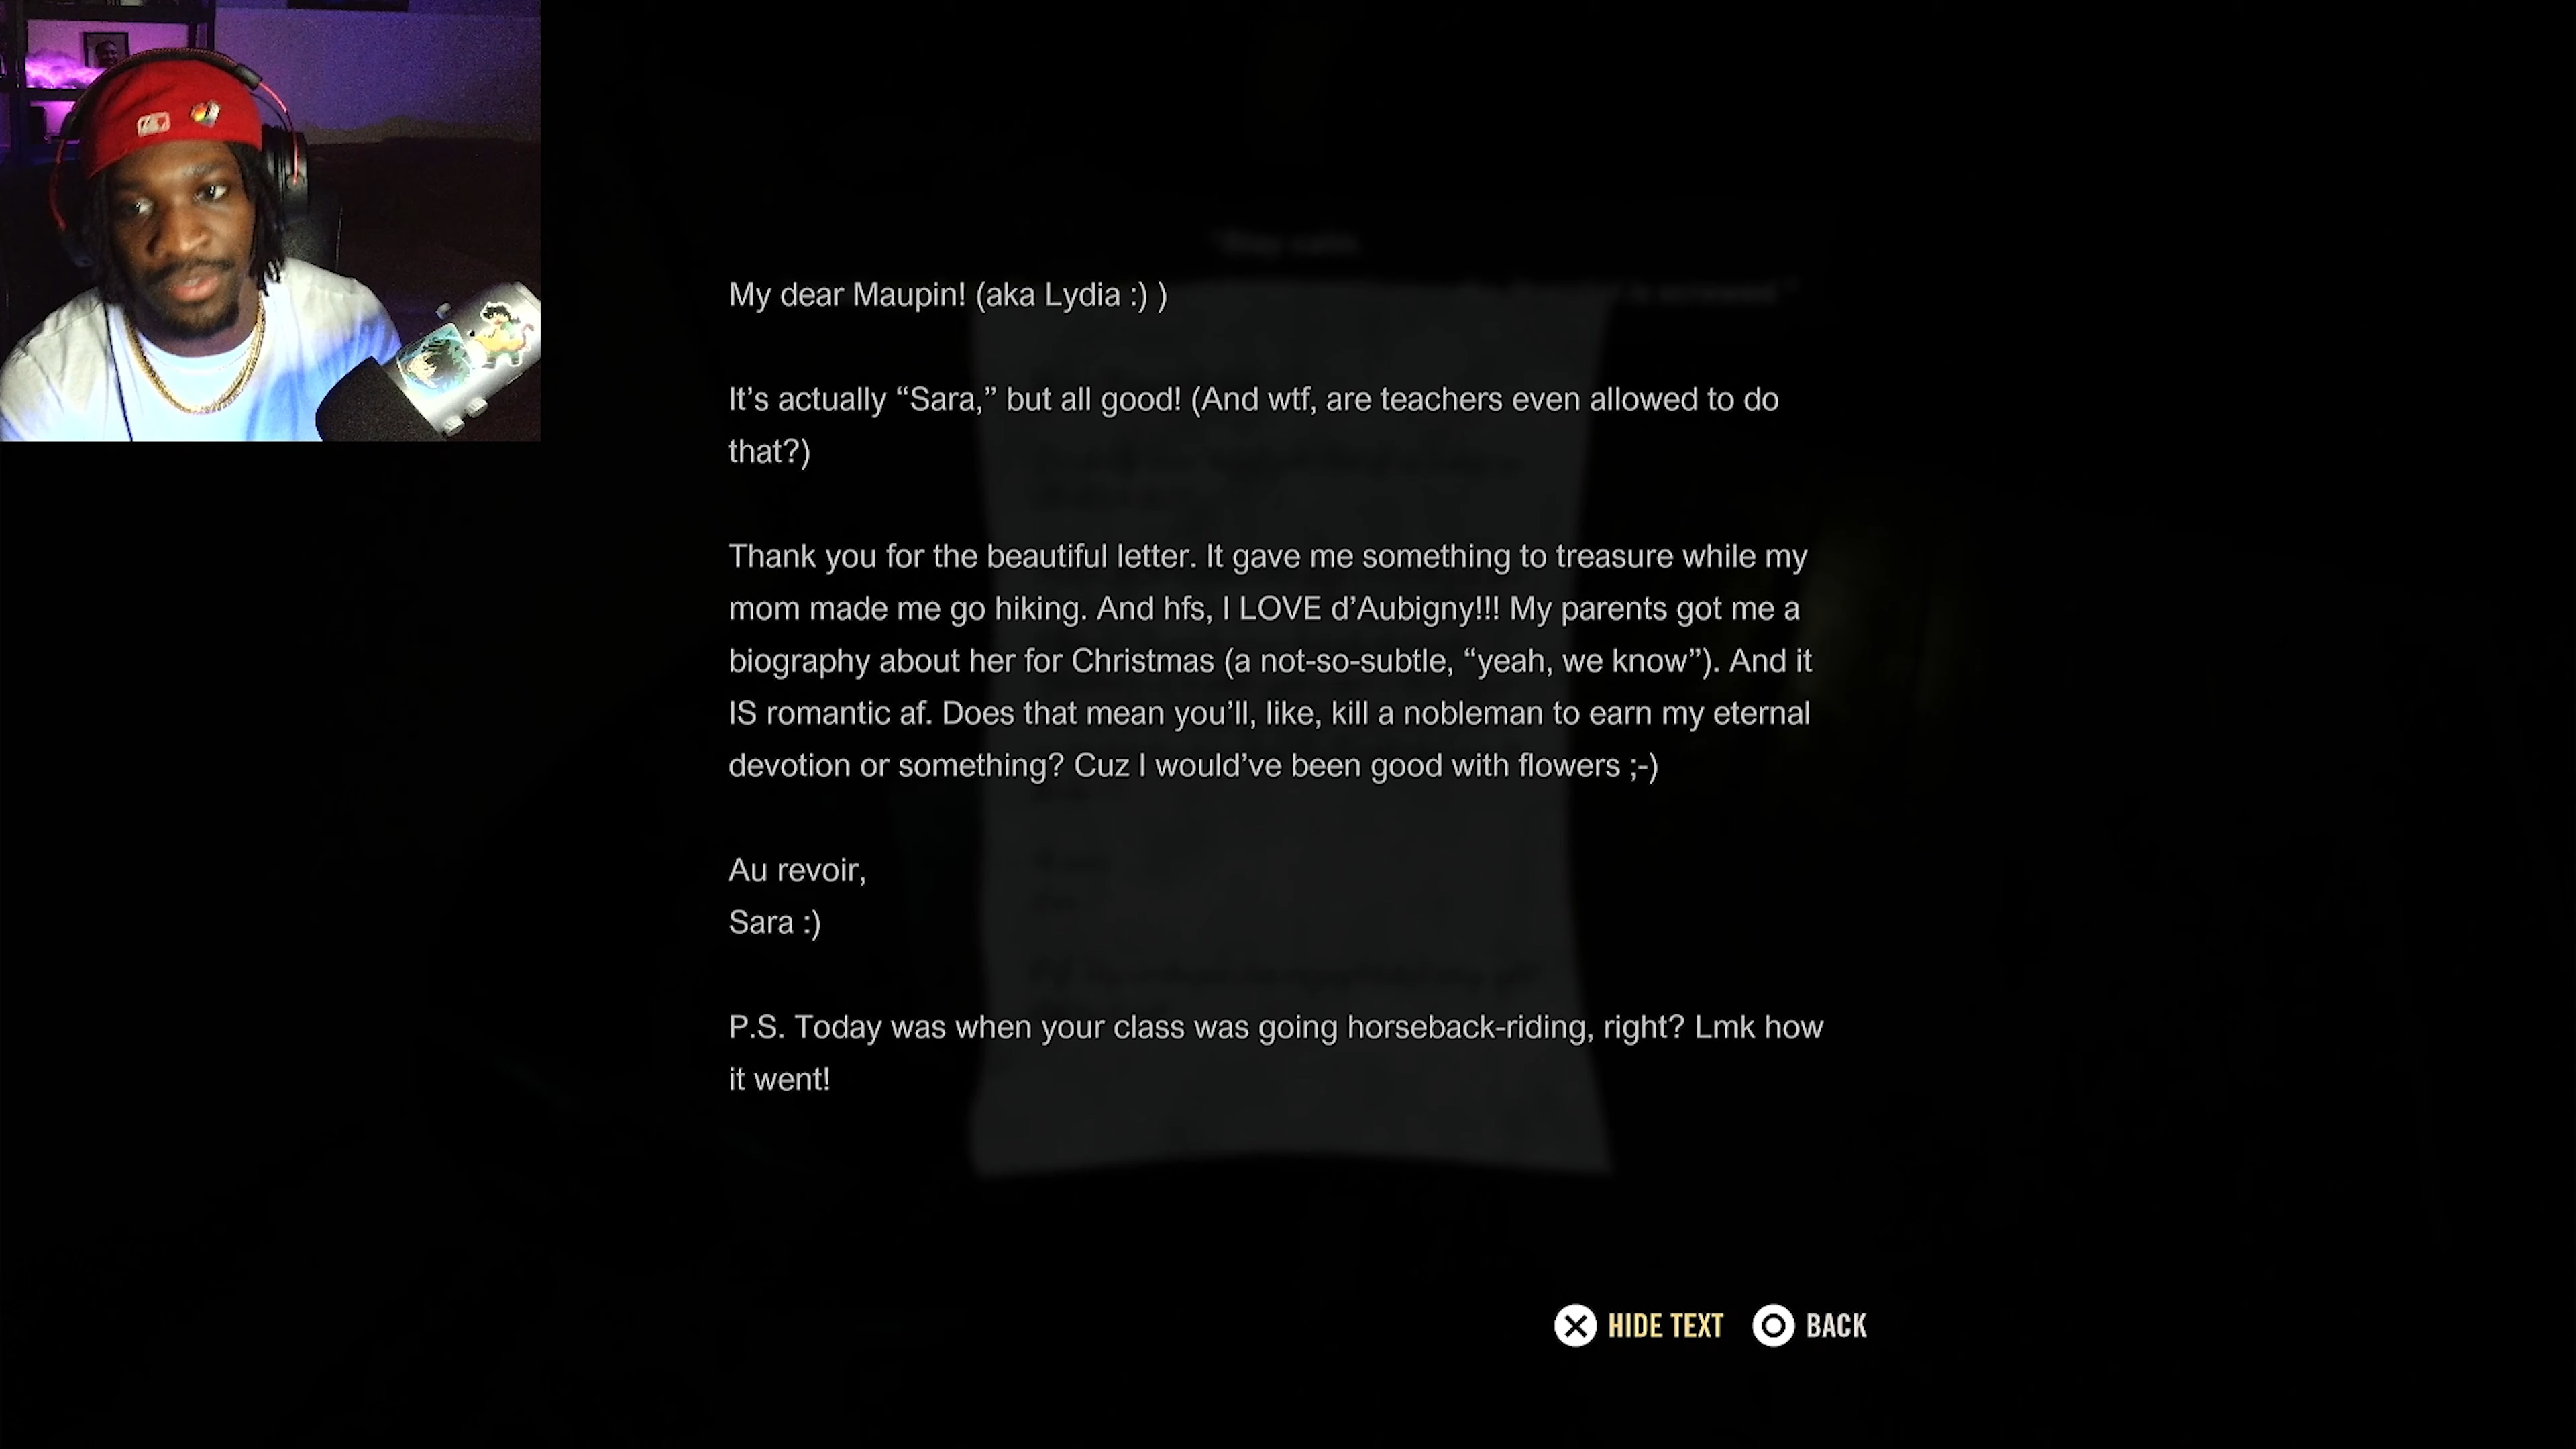 My dear Maupin! (aka Lydia :) )
It’s actually “Sara,” but all good! (And wtf, are teachers even allowed to do
that?)
Thank you for the beautiful letter. It gave me something to treasure while my
mom made me go hiking. And hfs, I LOVE d’Aubigny!!! My parents got me a
biography about her for Christmas (a not-so-subtle, “yeah, we know”). And it
IS romantic af. Does that mean you’ll, like, kill a nobleman to earn my eternal
devotion or something? Cuz I would’ve been good with flowers ;-)
Au revoir,
Sara :)
P.S. Today was when your class was going horseback-riding, right? Lmk how
it went!
HIDE TEXT BACK